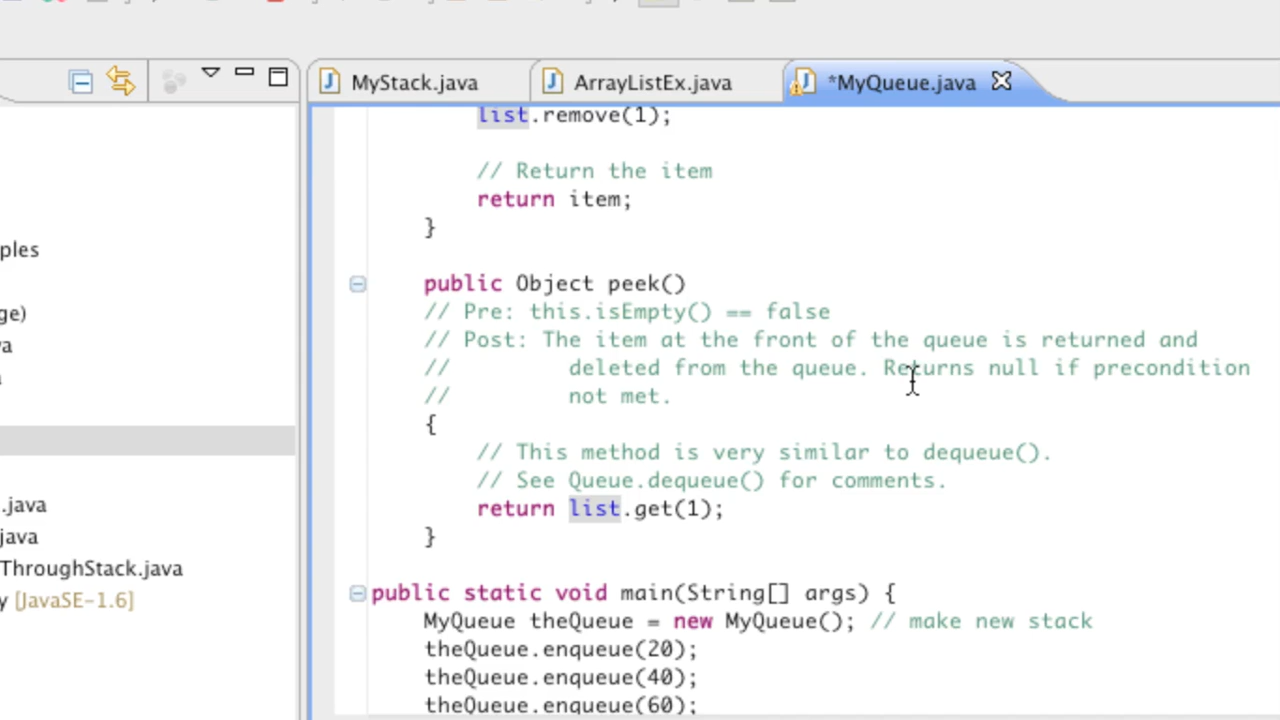 MyStack.java
ArrayListEx.java
*MyQueue.java
list.remove(1);
// Return the item
return item;
}
public Object peek()
// Pre: this.isEmpty() == false
// Post: The item at the front of the queue is returned and
// deleted from the queue. Returns null if precondition
// not met.
{
// This method is very similar to dequeue().
// See Queue.dequeue() for comments.
return list.get(1);
}
public static void main(String[] args) {
MyQueue theQueue = new MyQueue(); // make new stack
theQueue.enqueue(20);
theQueue.enqueue(40);
theQueue.enqueue(60);
ples
ge)
va
.java
java
ThroughStack.java
y [JavaSE-1.6]